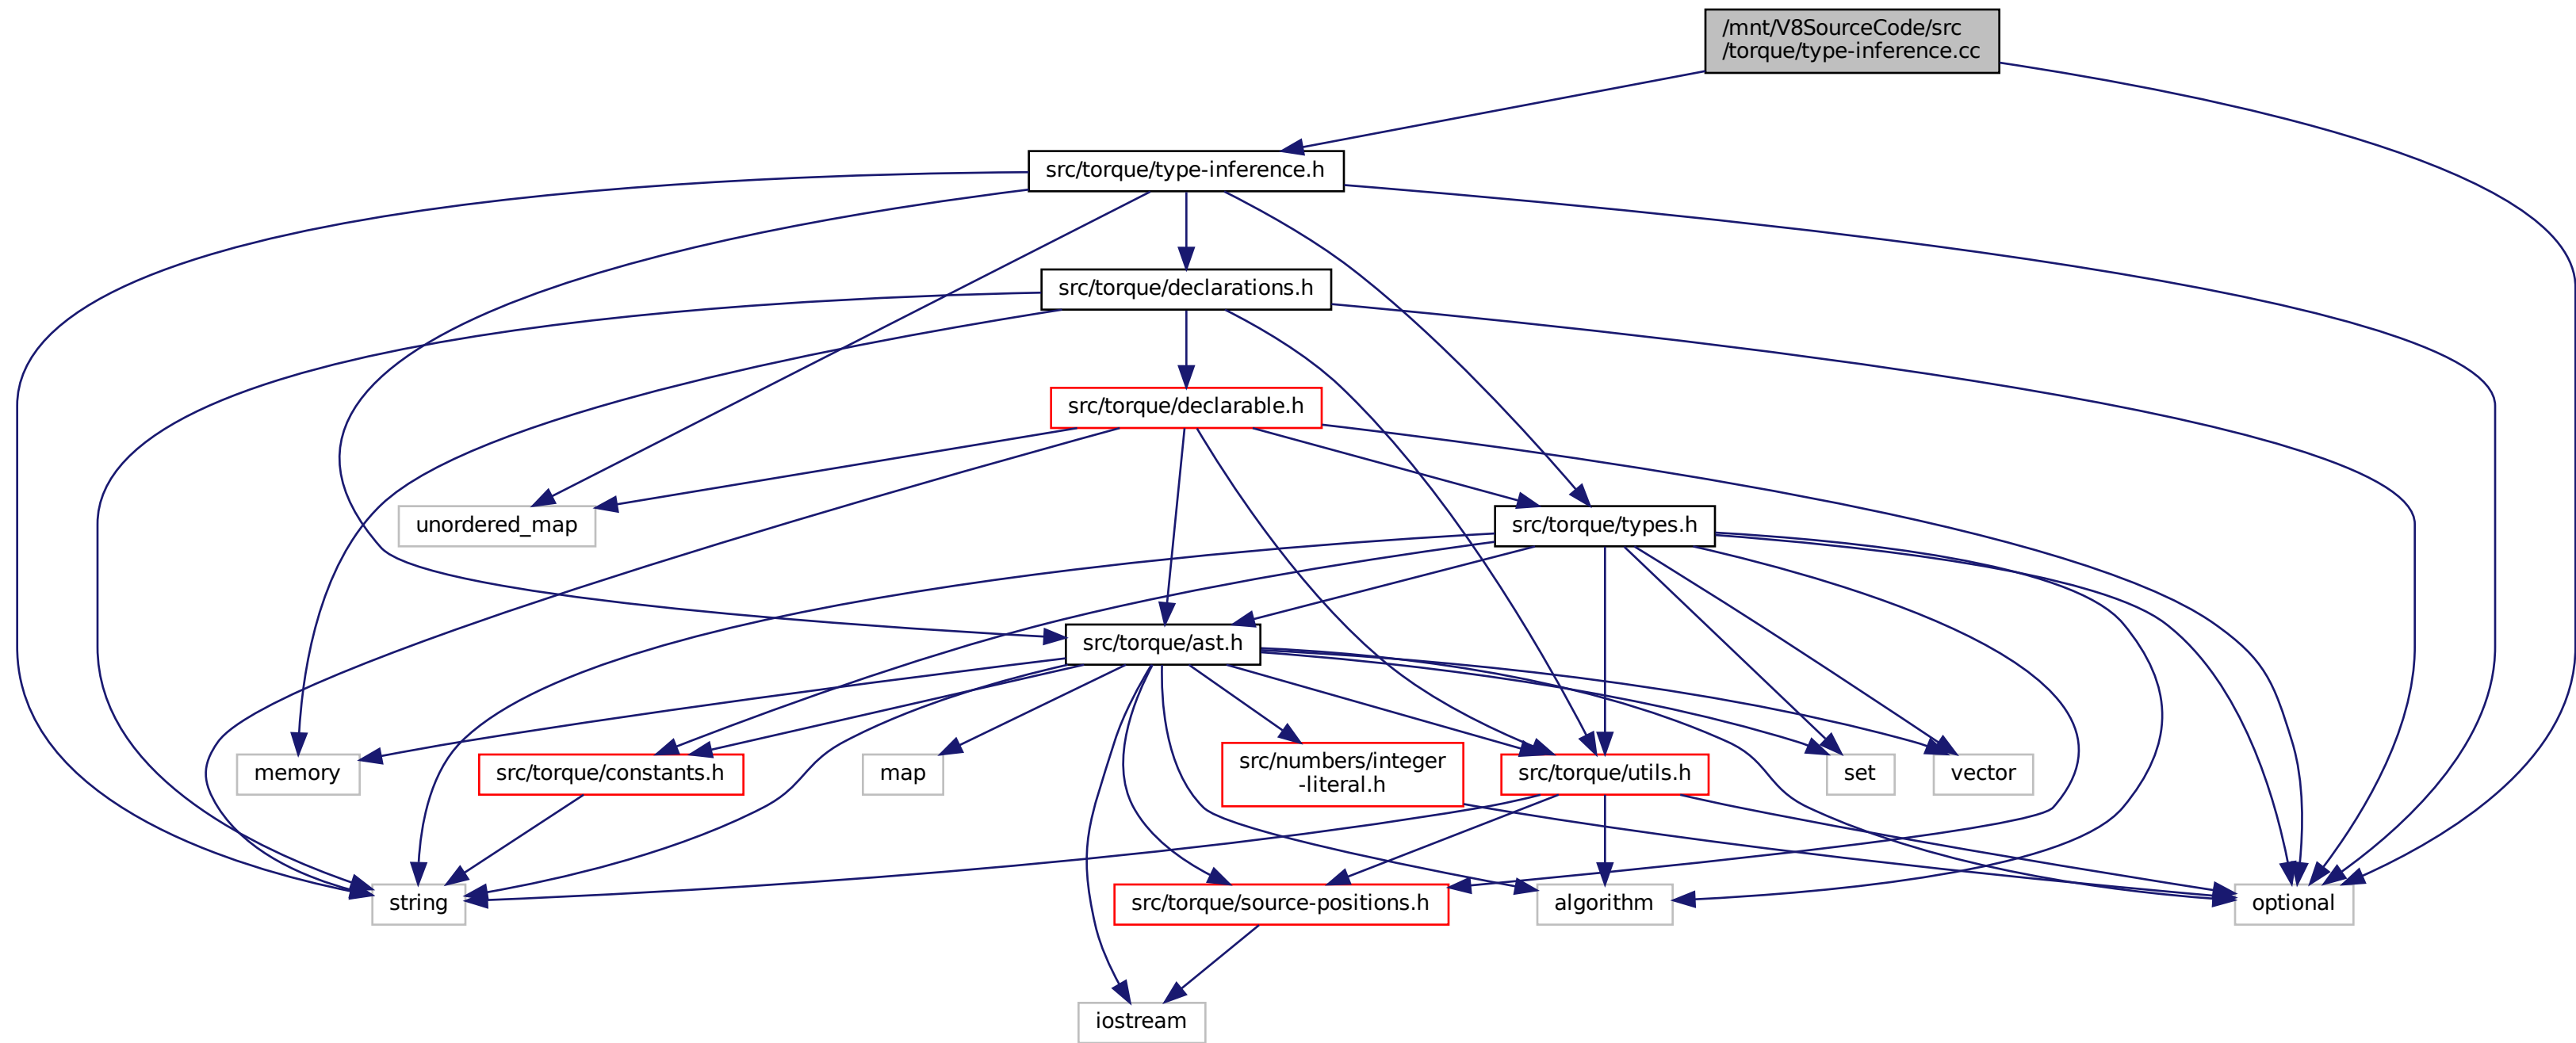 /mnt/V8SourceCode/src
/torque/type-inference.cc
src/torque/type-inference.h
src/torque/declarations.h
src/torque/declarable.h
unordered_map
src/torque/types.h
src/torque/ast.h
memory
src/torque/constants.h
map
src/numbers/integer
-literal.h
src/torque/utils.h
set
vector
string
src/torque/source-positions.h
algorithm
optional
iostream